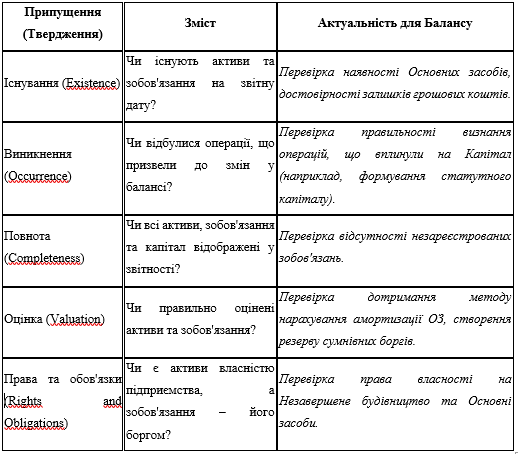 Припущення
(Твердження)
Зміст
Актуальність для Балансу
Існування (Existence)
Чи існують активи та
зобов'язання на звітну
дату?
Перевірка наявності Основних засобів,
достовірності залишків грошових коштів.
Виникнення
(Occurrence)
Чи відбулися операції, що
призвели до змін у
балансі?
Перевірка правильності визнання
операцій, що вплинули на Капітал
(наприклад, формування статутного
капіталу).
Повнота
(Completeness)
Чи всі активи, зобов'язання
та капітал відображені у
звітності?
Перевірка відсутності незареєстрованих
зобов'язань.
Оцінка (Valuation)
Чи правильно оцінені
активи та зобов'язання?
Перевірка дотримання методу
нарахування амортизації ОЗ, створення
резерву сумнівних боргів.
Права та обов'язки
(Rights and
Obligations)
Чи є активи власністю
підприємства, а
зобов'язання – його
боргом?
Перевірка права власності на
Незавершене будівництво та Основні
засоби.